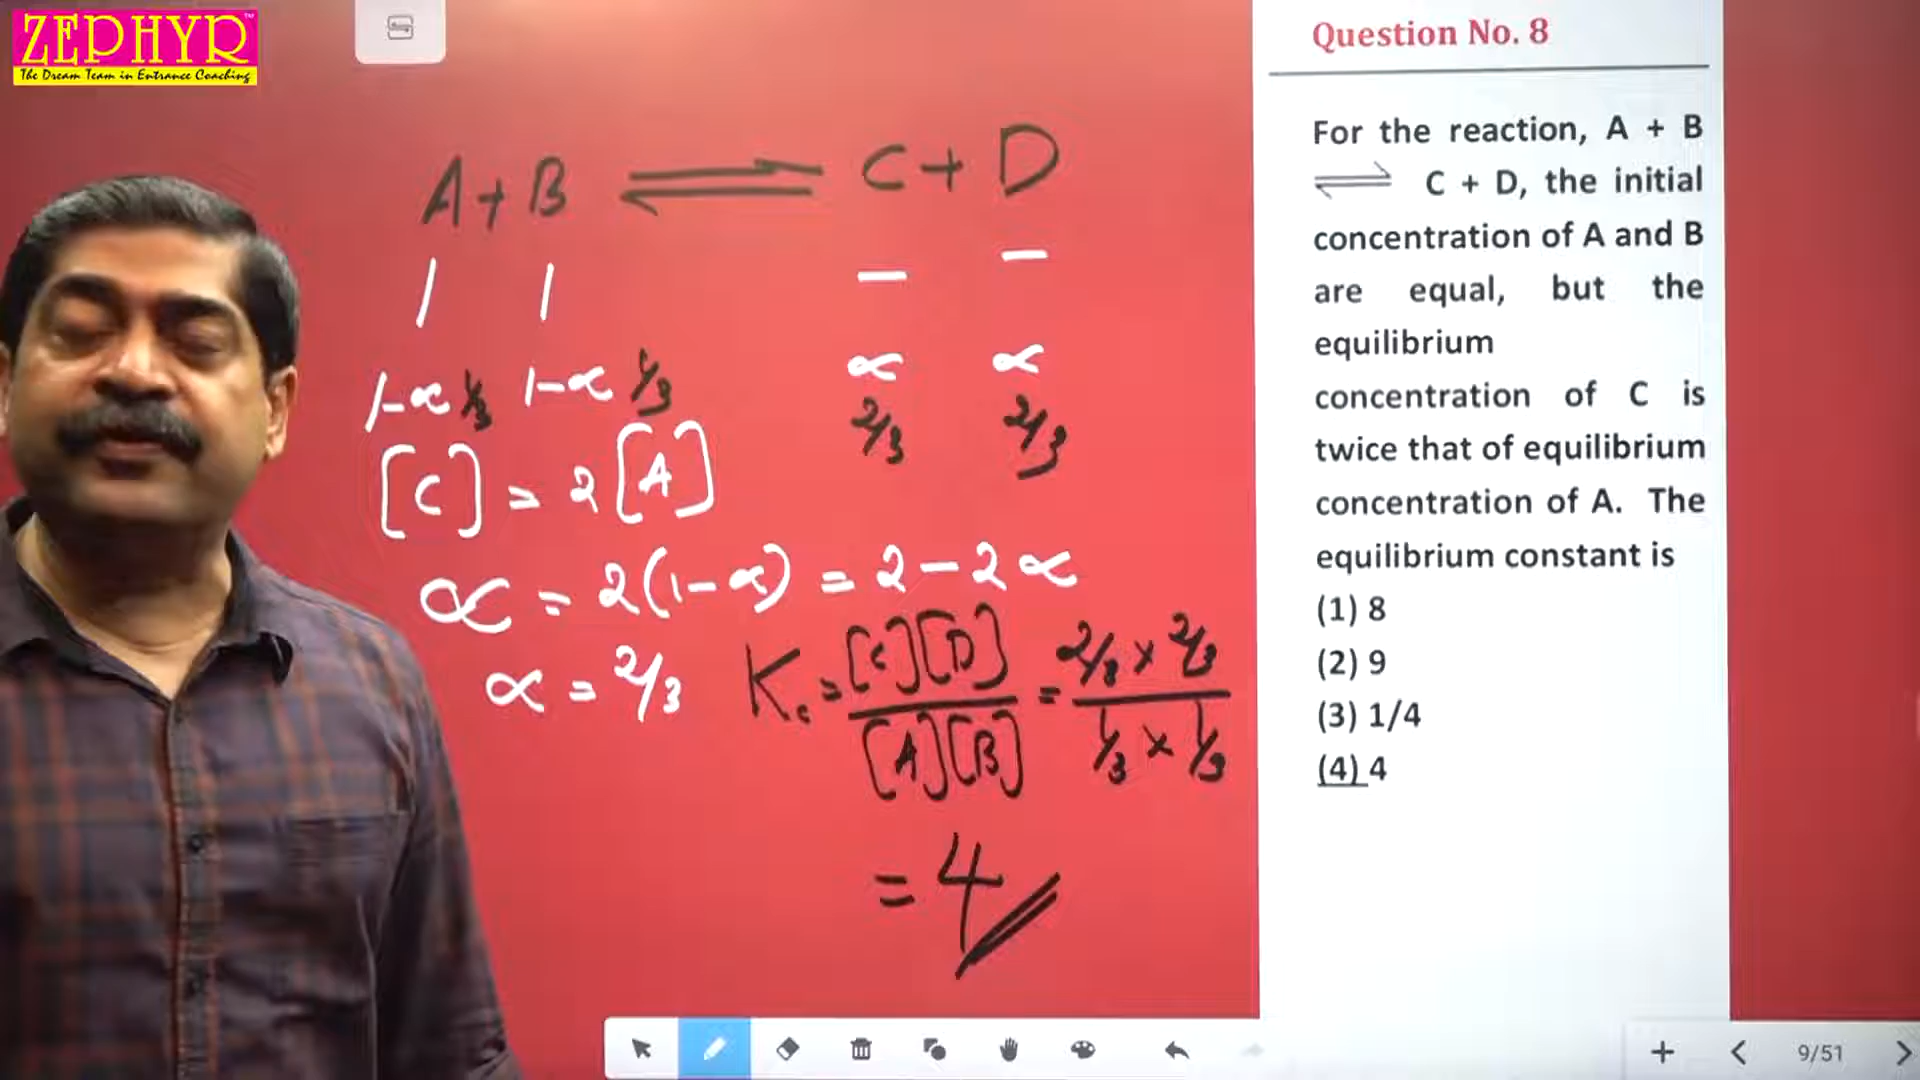 ZEPHYR™
The Dream Team in Entrance Coaching
A + B ⇌ C + D
1 1 – –
1-α 1/3 1-α 1/3 α α
2/3 2/3
[C] = 2[A]
α = 2(1-α) = 2 - 2α
α = 2/3
Kc = [C][D] / [A][B] = 2/3 × 2/3 / 1/3 × 1/3
= 4
Question No. 8
For the reaction, A + B
⇌ C + D, the initial
concentration of A and B
are equal, but the
equilibrium
concentration of C is
twice that of equilibrium
concentration of A. The
equilibrium constant is
(1) 8
(2) 9
(3) 1/4
(4) 4
9/51